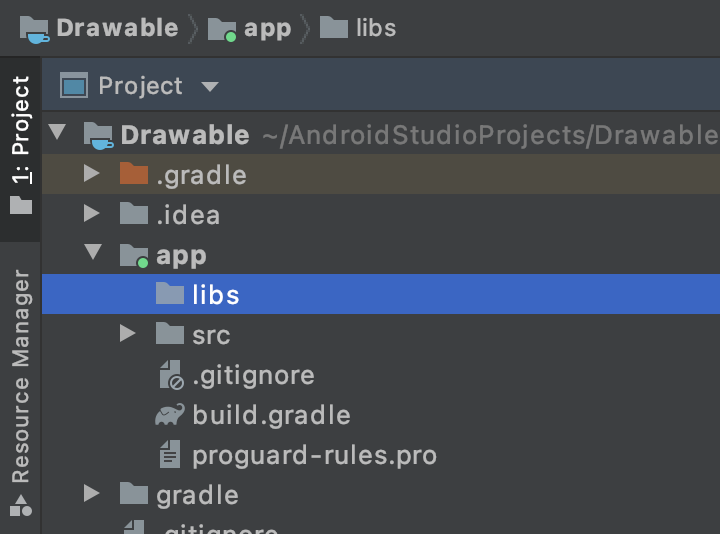 Drawable app libs
Project
Drawable ~/AndroidStudioProjects/Drawable
.gradle
.idea
app
libs
src
.gitignore
build.gradle
proguard-rules.pro
gradle
.gitignore
1: Project
Resource Manager